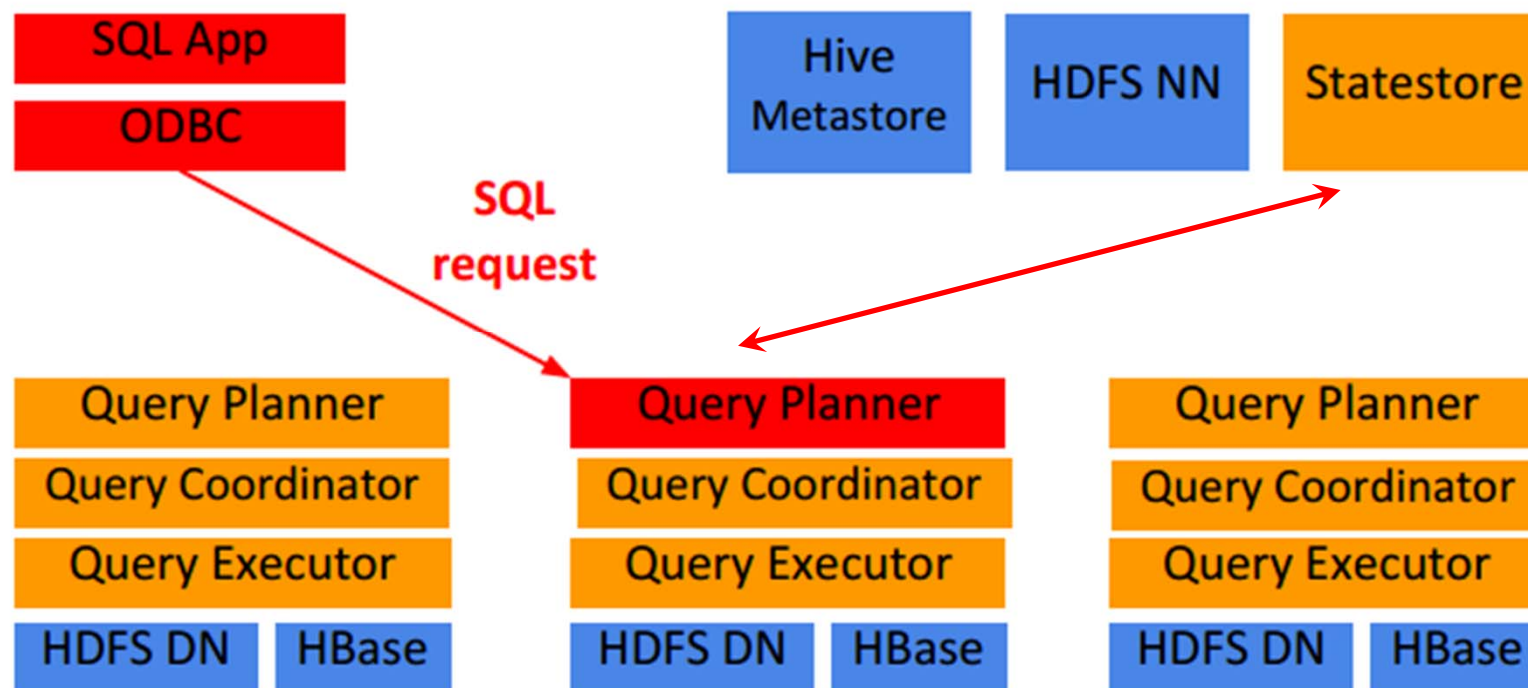 SQL App
ODBC
Hive
Metastore
HDFS NN
Statestore
SQL
request
Query Planner
Query Coordinator
Query Executor
HDFS DN
HBase
Query Planner
Query Coordinator
Query Executor
HDFS DN
HBase
Query Planner
Query Coordinator
Query Executor
HDFS DN
HBase